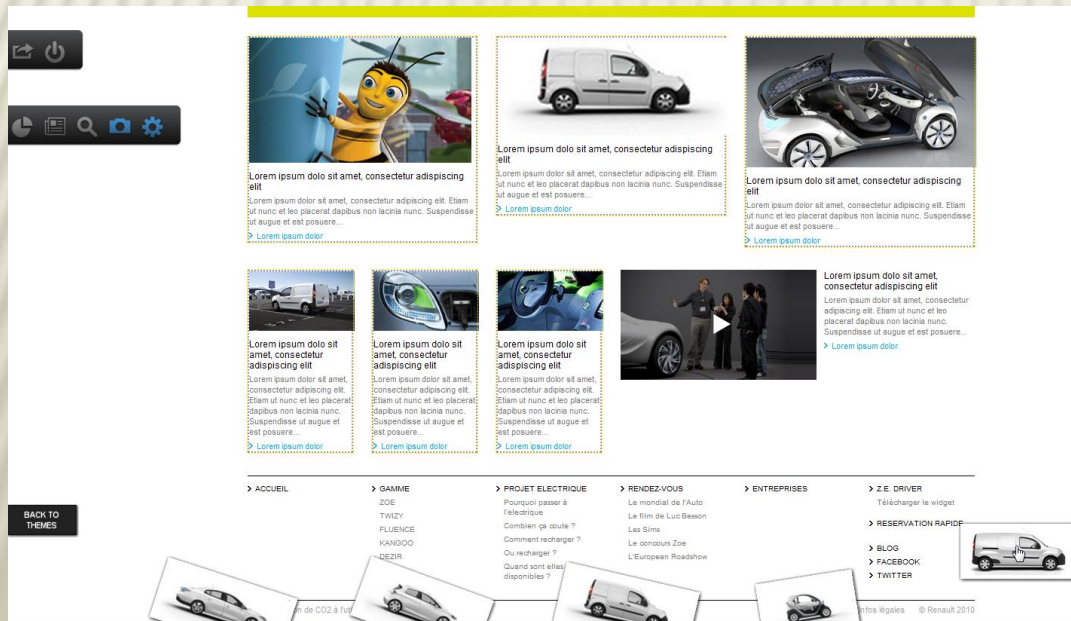 Lorem ipsum dolo sit amet, consectetur adispiscing
elit
Lorem ipsum dolor sit amet, consectetur adipiscing elit. Etiam
ut nunc et leo placerat dapibus non lacinia nunc. Suspendisse
ut augue et est posuere...
Lorem ipsum dolor
Lorem ipsum dolo sit amet, consectetur adispiscing
elit
Lorem ipsum dolor sit amet, consectetur adipiscing elit. Etiam
ut nunc et leo placerat dapibus non lacinia nunc. Suspendisse
ut augue et est posuere...
Lorem ipsum dolor
Lorem ipsum dolo sit amet, consectetur adispiscing
elit
Lorem ipsum dolor sit amet, consectetur adipiscing elit. Etiam
ut nunc et leo placerat dapibus non lacinia nunc. Suspendisse
ut augue et est posuere...
Lorem ipsum dolor
Lorem ipsum dolo sit
amet, consectetur
adispiscing elit
Lorem ipsum dolor sit amet,
consectetur adipiscing elit.
Etiam ut nunc et leo placerat
dapibus non lacinia nunc.
Suspendisse ut augue et
est posuere...
Lorem ipsum dolor
Lorem ipsum dolo sit
amet, consectetur
adispiscing elit
Lorem ipsum dolor sit amet,
consectetur adipiscing elit.
Etiam ut nunc et leo placerat
dapibus non lacinia nunc.
Suspendisse ut augue et
est posuere...
Lorem ipsum dolor
Lorem ipsum dolo sit
amet, consectetur
adispiscing elit
Lorem ipsum dolor sit amet,
consectetur adipiscing elit.
Etiam ut nunc et leo placerat
dapibus non lacinia nunc.
Suspendisse ut augue et
est posuere...
Lorem ipsum dolor
Lorem ipsum dolo sit amet,
consectetur adispiscing elit
Lorem ipsum dolor sit amet, consectetur
adipiscing elit. Etiam ut nunc et leo
placerat dapibus non lacinia nunc.
Suspendisse ut augue et est posuere...
Lorem ipsum dolor
BACK TO
THEMES
ACCUEIL
GAMME
ZOE
TWIZY
FLUENCE
KANGOO
DEZIR
PROJET ELECTRIQUE
Pourquoi passer à
l'electrique
Combien ça coute ?
Comment recharger ?
Ou recharger ?
Quand sont elles
disponibles ?
RENDEZ-VOUS
Le mondial de l'Auto
Le film de Luc Besson
Les Sims
Le concours Zoe
L'European Roadshow
ENTREPRISES
Z.E. DRIVER
Télécharger le widget
RESERVATION RAPIDE
BLOG
FACEBOOK
TWITTER
de CO2 à
Infos légales
© Renault 2010